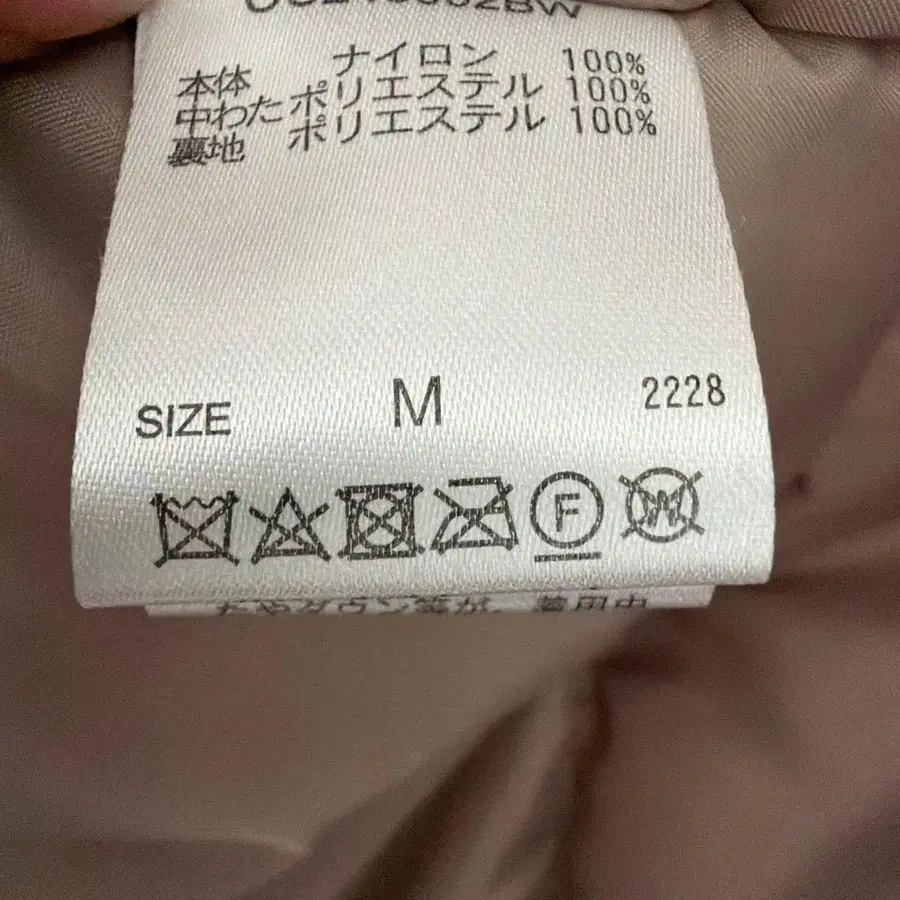 本体 ナイロン 100%
中わた ポリエステル 100%
裏地 ポリエステル 100%
SIZE M 2228
F W